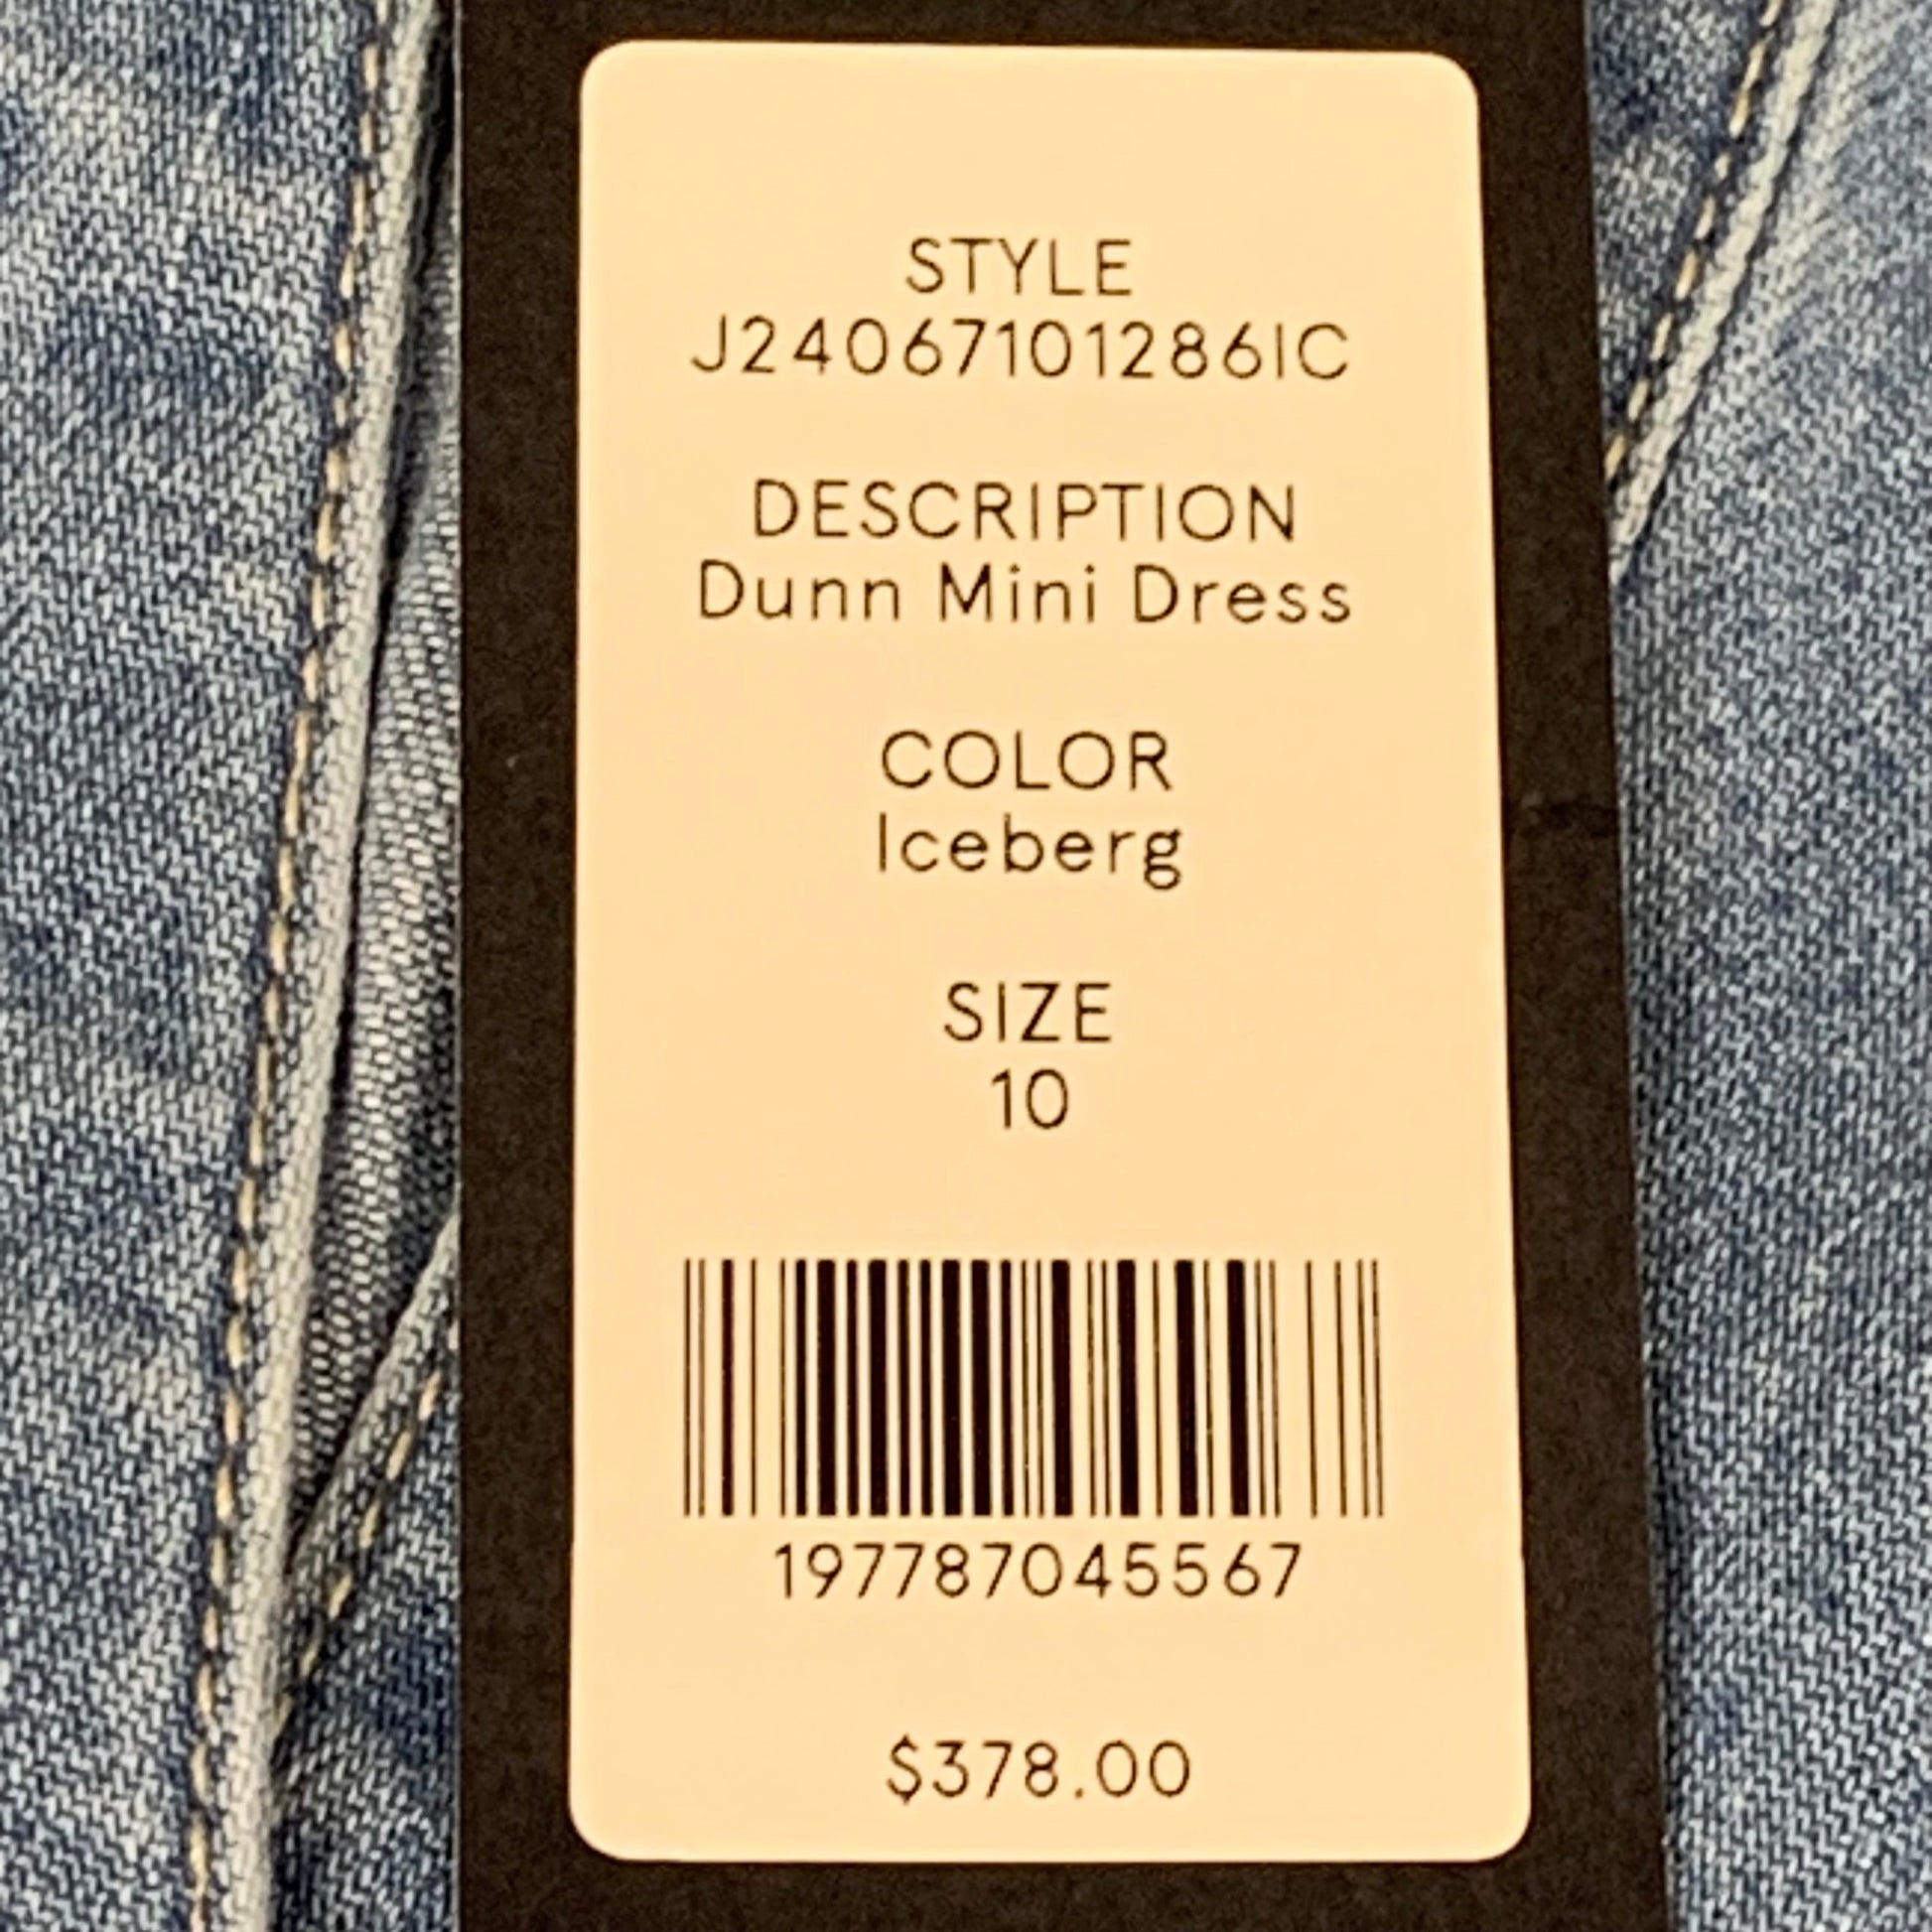 STYLE
J24067101286IC
DESCRIPTION
Dunn Mini Dress
COLOR
Iceberg
SIZE
10
197787045567
$378.00